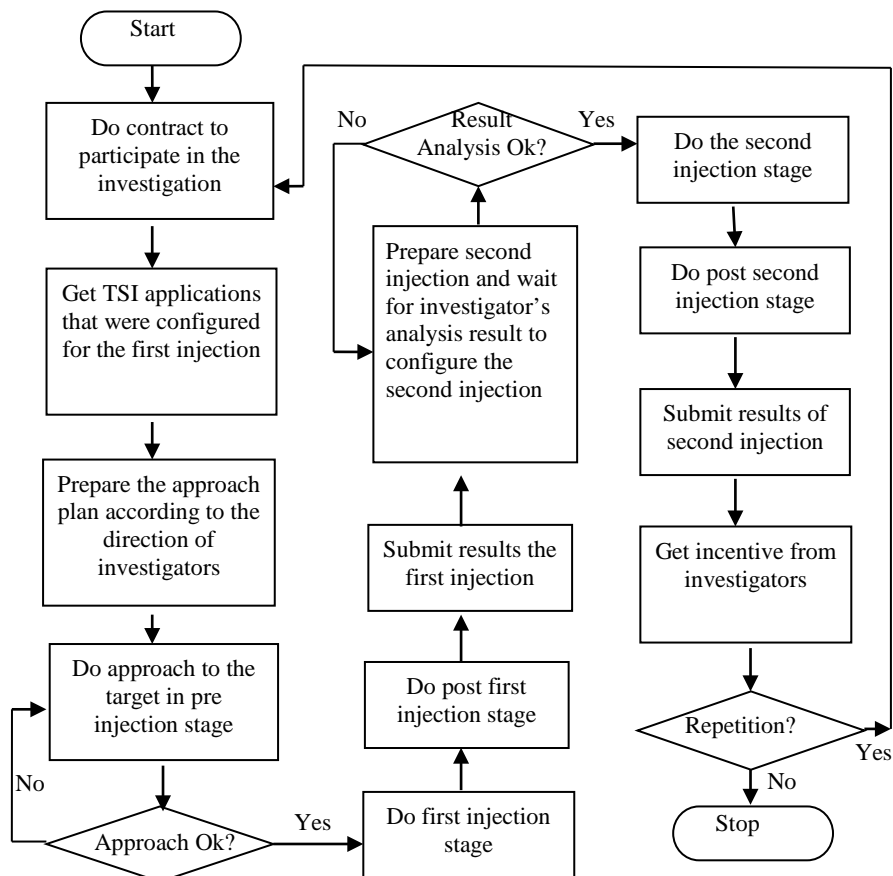 Start
Do contract to
participate in the
investigation
Get TSI applications
that were configured
for the first injection
Prepare the approach
plan according to the
direction of
investigators
Do approach to the
target in pre
injection stage
No
Approach Ok?
Yes
Do first injection
stage
Do post first
injection stage
Submit results the
first injection
Prepare second
injection and wait
for investigator’s
analysis result to
configure the
second injection
No
Result
Analysis Ok?
Yes
Do the second
injection stage
Do post second
injection stage
Submit results of
second injection
Get incentive from
investigators
Repetition?
Yes
No
Stop